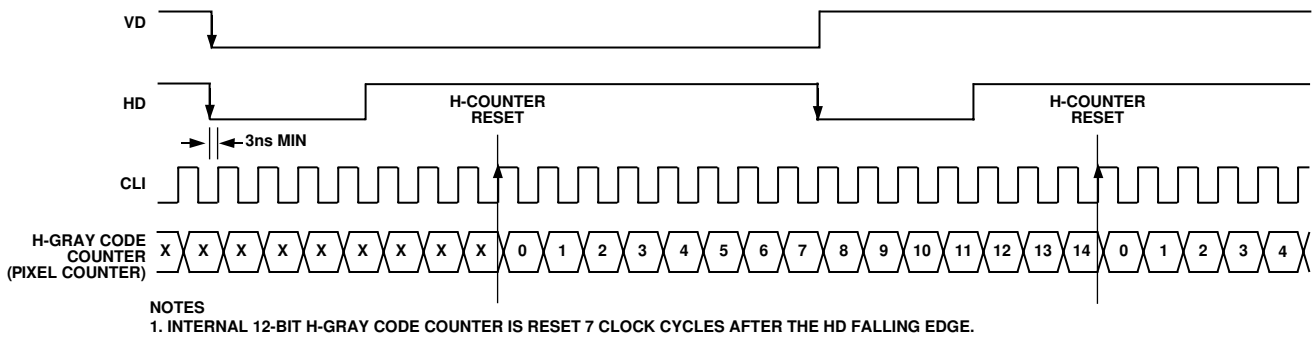 VD
HD
H-COUNTER
RESET
H-COUNTER
RESET
3ns MIN
CLI
H-GRAY CODE
COUNTER
(PIXEL COUNTER)
X X X X X X X X X 0 1 2 3 4 5 6 7 8 9 10 11 12 13 14 0 1 2 3 4
NOTES
1. INTERNAL 12-BIT H-GRAY CODE COUNTER IS RESET 7 CLOCK CYCLES AFTER THE HD FALLING EDGE.